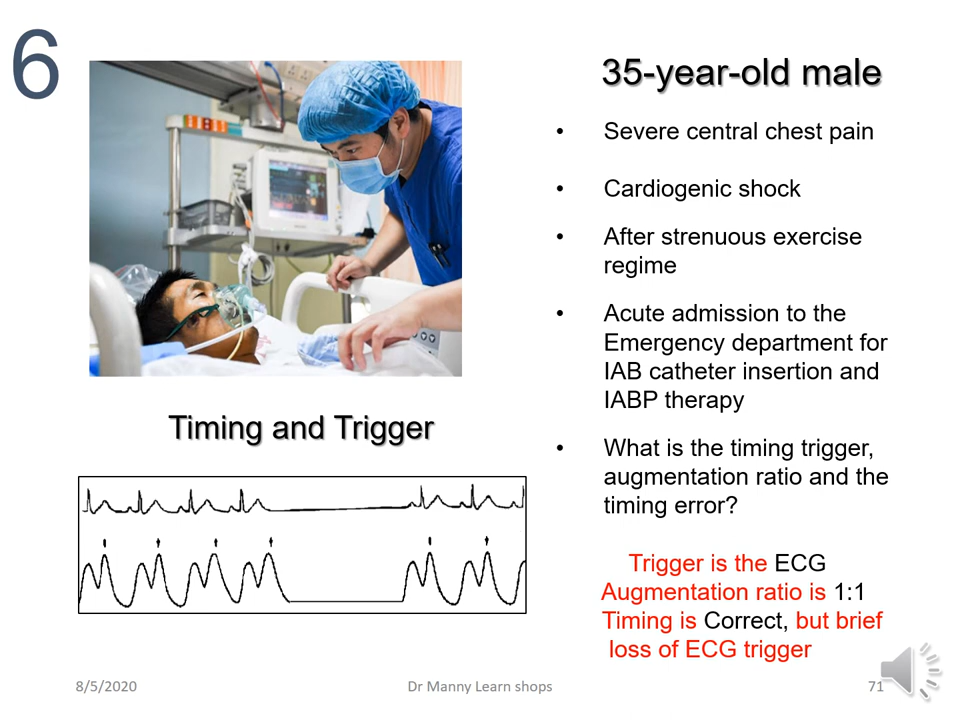 6
35-year-old male
• Severe central chest pain
• Cardiogenic shock
• After strenuous exercise
regime
• Acute admission to the
Emergency department for
IAB catheter insertion and
IABP therapy
• What is the timing trigger,
augmentation ratio and the
timing error?
Timing and Trigger
Trigger is the ECG
Augmentation ratio is 1:1
Timing is Correct, but brief
loss of ECG trigger
8/5/2020
Dr Manny Learn shops
71